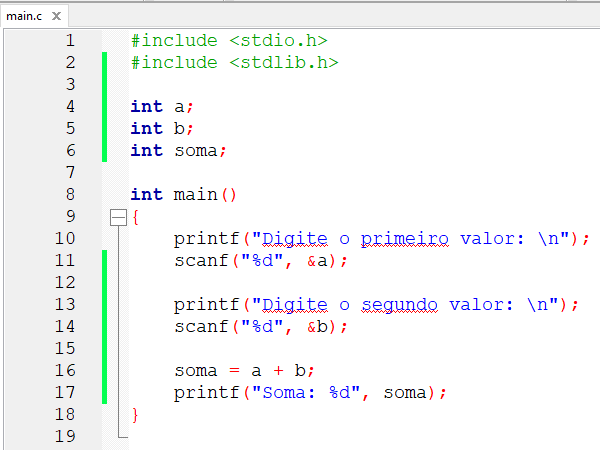 main.c
1 #include <stdio.h>
2 #include <stdlib.h>
3
4 int a;
5 int b;
6 int soma;
7
8 int main()
9 {
10 printf("Digite o primeiro valor: \n");
11 scanf("%d", &a);
12
13 printf("Digite o segundo valor: \n");
14 scanf("%d", &b);
15
16 soma = a + b;
17 printf("Soma: %d", soma);
18 }
19